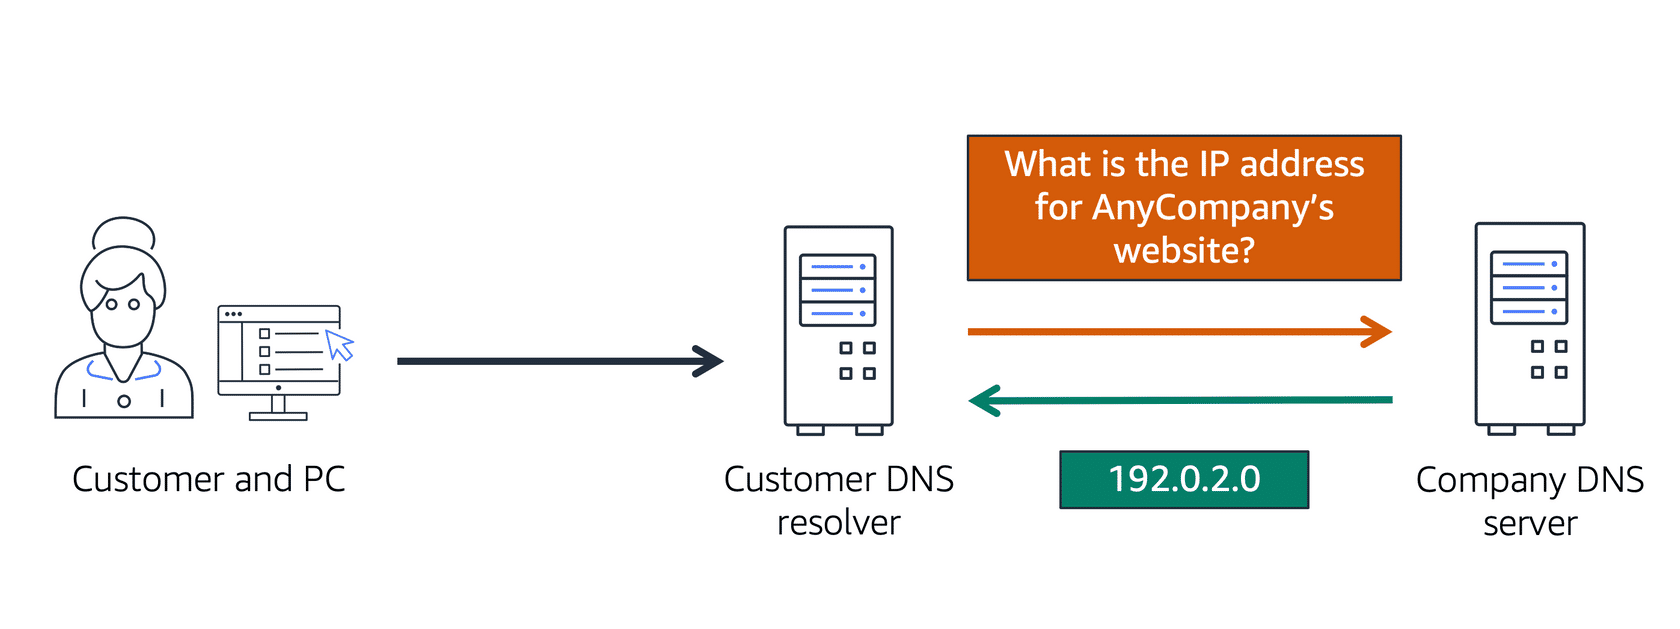 What is the IP address
for AnyCompany’s
website?
Customer and PC
Customer DNS
resolver
192.0.2.0
Company DNS
server